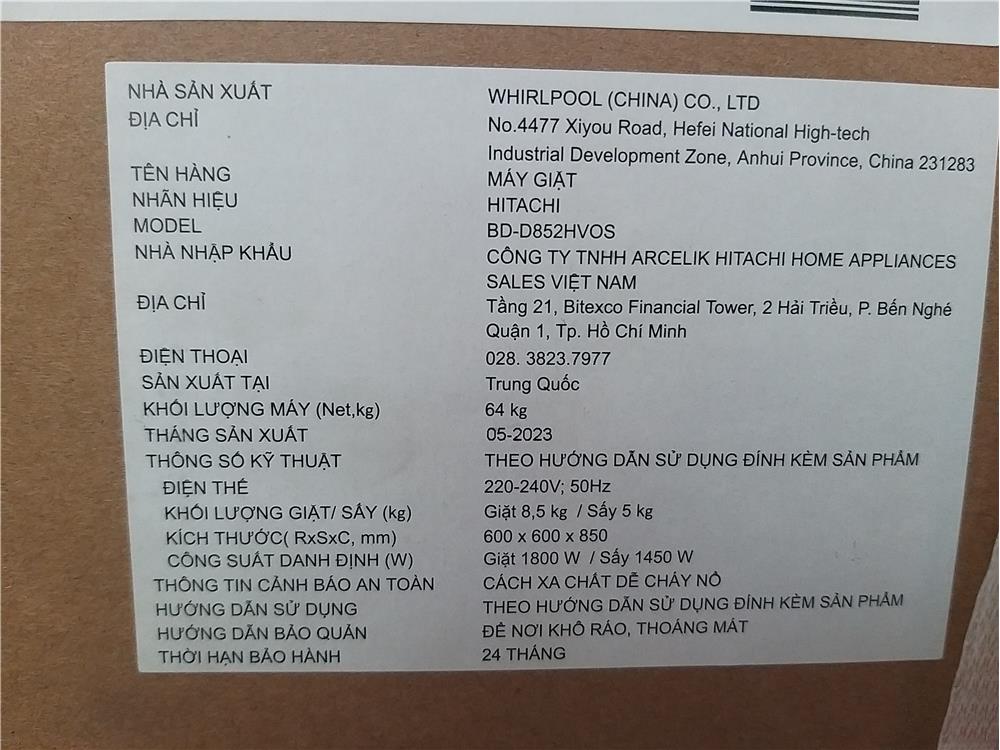 NHÀ SẢN XUẤT WHIRLPOOL (CHINA) CO., LTD
ĐỊA CHỈ No.4477 Xiyou Road, Hefei National High-tech
Industrial Development Zone, Anhui Province, China 231283
TÊN HÀNG MÁY GIẶT
NHÃN HIỆU HITACHI
MODEL BD-D852HVOS
NHÀ NHẬP KHẨU CÔNG TY TNHH ARCELIK HITACHI HOME APPLIANCES
SALES VIỆT NAM
ĐỊA CHỈ Tầng 21, Bitexco Financial Tower, 2 Hải Triều, P. Bến Nghé
Quận 1, Tp. Hồ Chí Minh
ĐIỆN THOẠI 028. 3823.7977
SẢN XUẤT TẠI Trung Quốc
KHỐI LƯỢNG MÁY (Net,kg) 64 kg
THÁNG SẢN XUẤT 05-2023
THÔNG SỐ KỸ THUẬT THEO HƯỚNG DẪN SỬ DỤNG ĐÍNH KÈM SẢN PHẨM
ĐIỆN THẾ 220-240V; 50Hz
KHỐI LƯỢNG GIẶT/ SẤY (kg) Giặt 8,5 kg / Sấy 5 kg
KÍCH THƯỚC( RxSxC, mm) 600 x 600 x 850
CÔNG SUẤT DANH ĐỊNH (W) Giặt 1800 W / Sấy 1450 W
THÔNG TIN CẢNH BÁO AN TOÀN CÁCH XA CHẤT DỄ CHÁY NỔ
HƯỚNG DẪN SỬ DỤNG THEO HƯỚNG DẪN SỬ DỤNG ĐÍNH KÈM SẢN PHẨM
HƯỚNG DẪN BẢO QUẢN ĐỂ NƠI KHÔ RÁO, THOÁNG MÁT
THỜI HẠN BẢO HÀNH 24 THÁNG